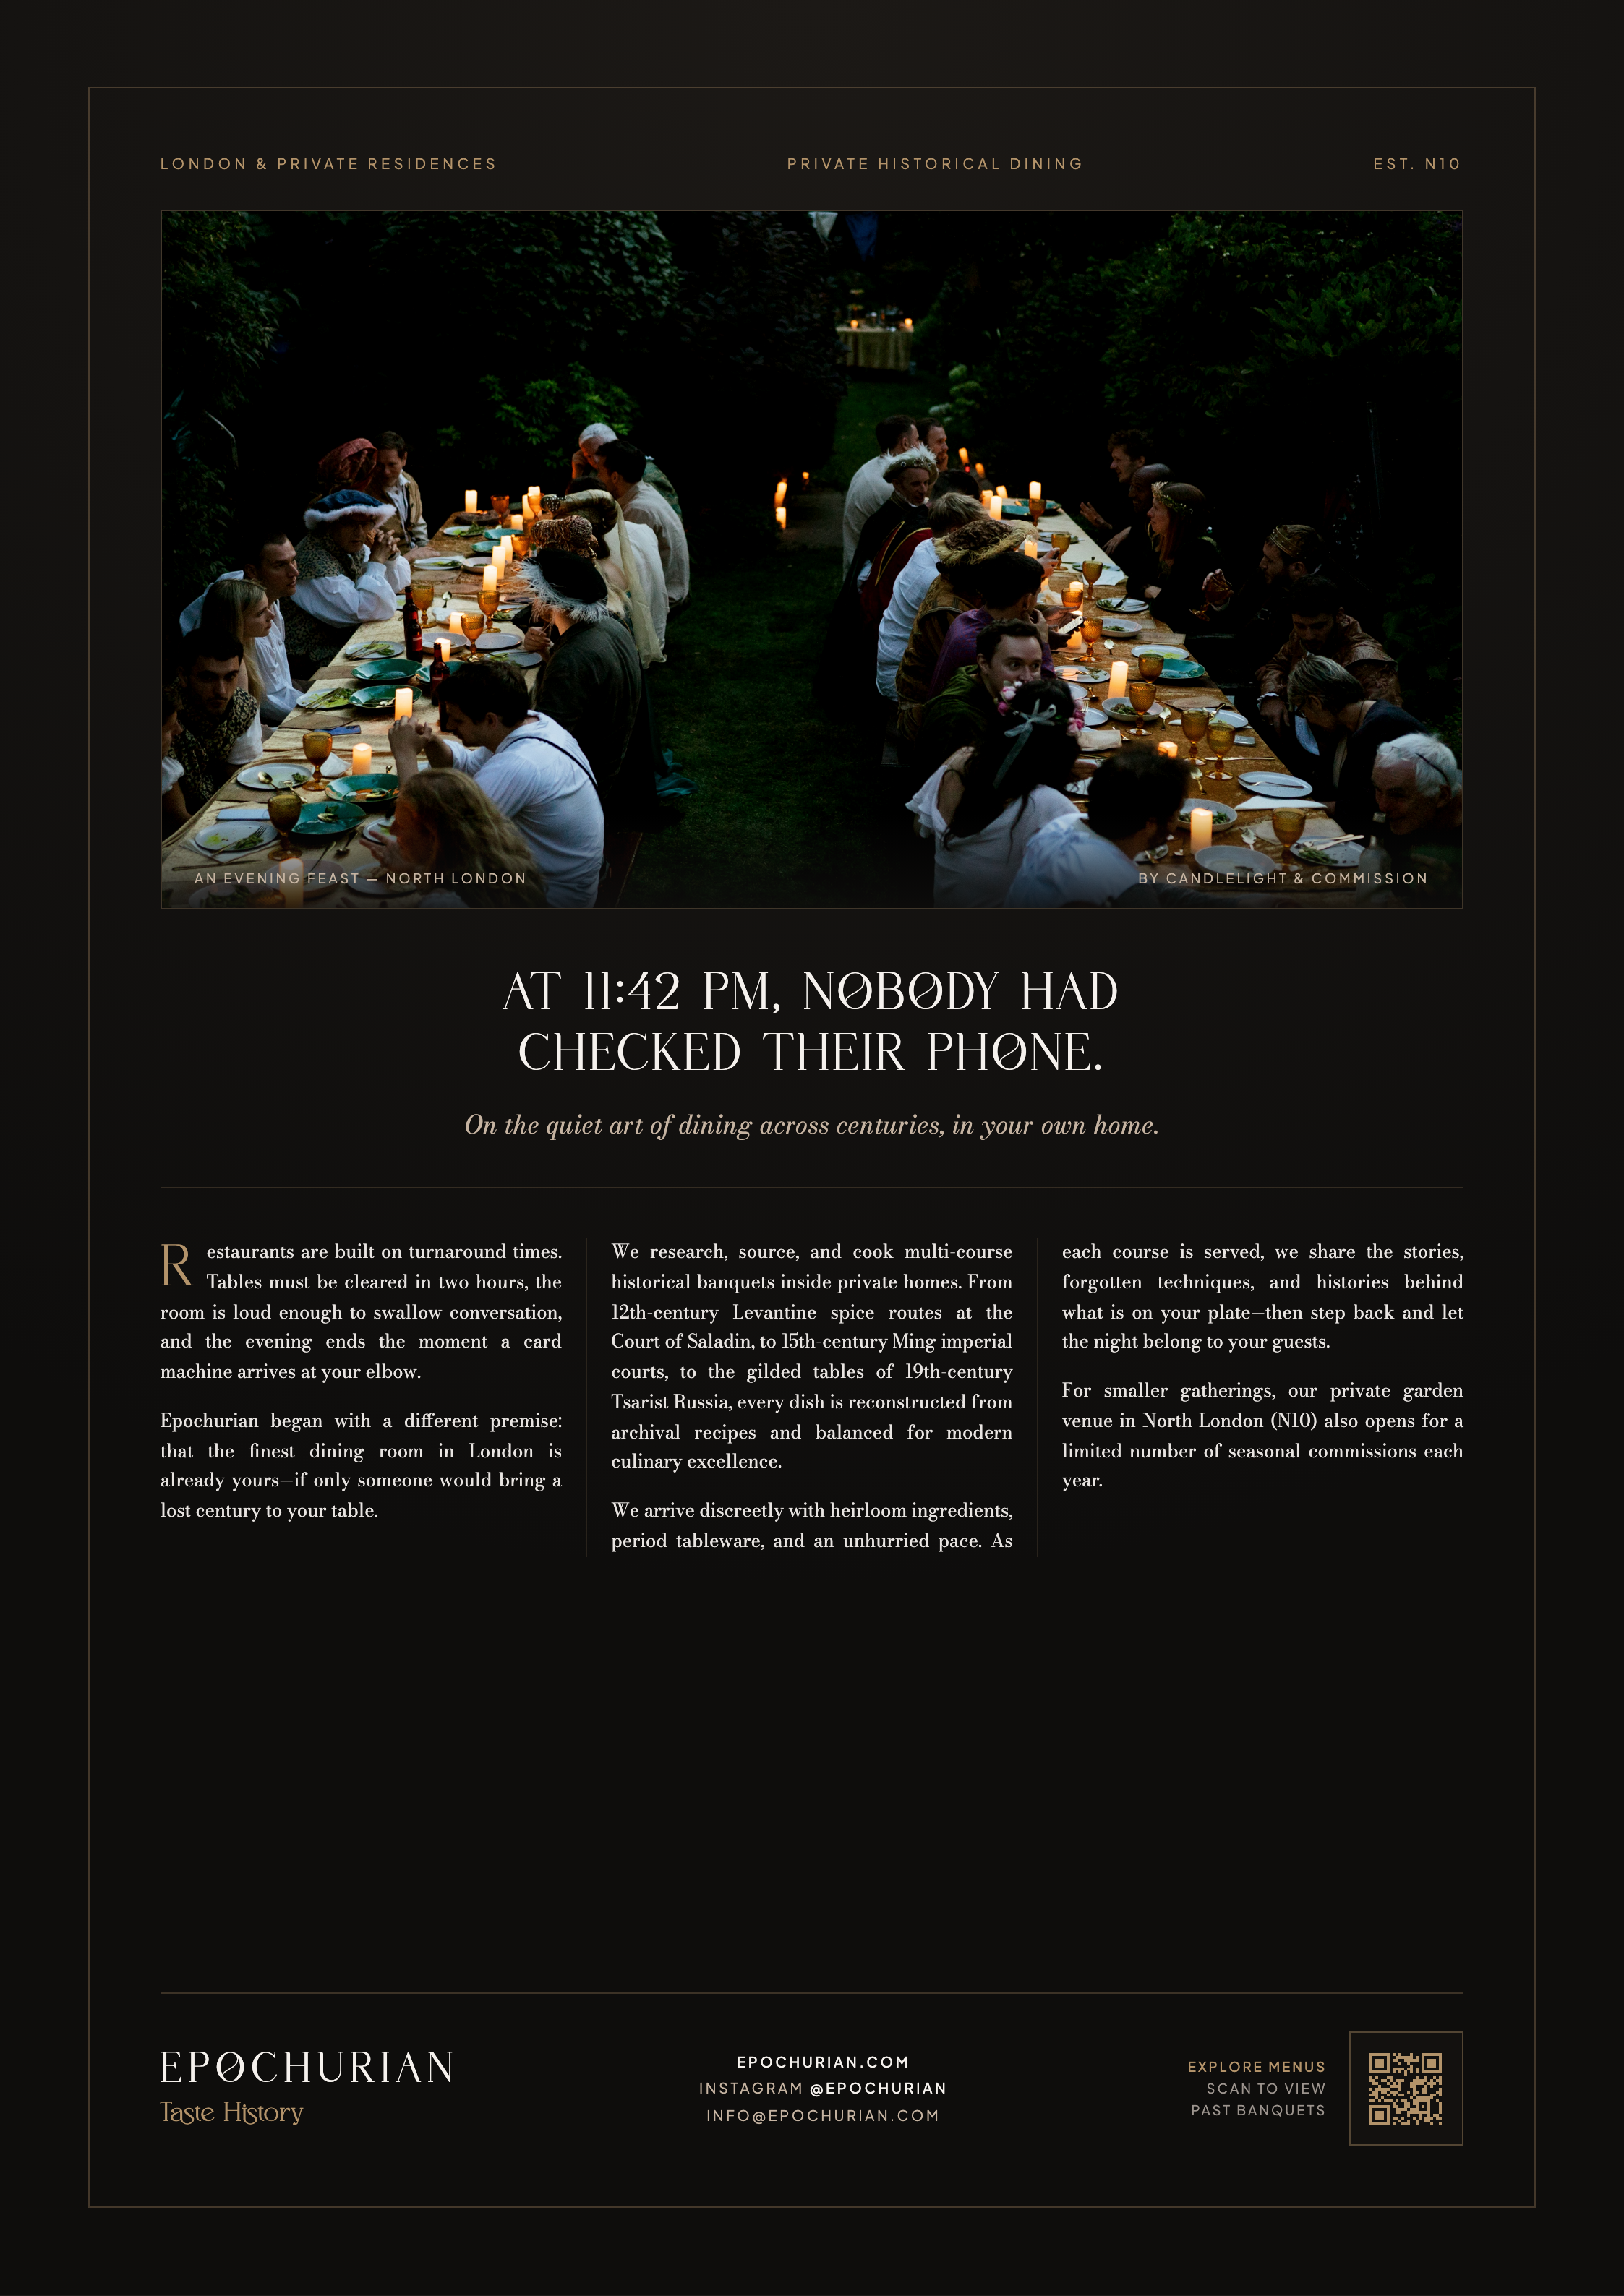 LONDON & PRIVATE RESIDENCES
PRIVATE HISTORICAL DINING
EST. N10
AN EVENING FEAST — NORTH LONDON
BY CANDLELIGHT & COMMISSION
AT 11:42 PM, NOBODY HAD
CHECKED THEIR PHONE.
On the quiet art of dining across centuries, in your own home.
Restaurants are built on turnaround times.
Tables must be cleared in two hours, the
room is loud enough to swallow conversation,
and the evening ends the moment a card
machine arrives at your elbow.
Epochurian began with a different premise:
that the finest dining room in London is
already yours—if only someone would bring a
lost century to your table.
We research, source, and cook multi-course
historical banquets inside private homes. From
12th-century Levantine spice routes at the
Court of Saladin, to 15th-century Ming imperial
courts, to the gilded tables of 19th-century
Tsarist Russia, every dish is reconstructed from
archival recipes and balanced for modern
culinary excellence.
We arrive discreetly with heirloom ingredients,
period tableware, and an unhurried pace. As
each course is served, we share the stories,
forgotten techniques, and histories behind
what is on your plate—then step back and let
the night belong to your guests.
For smaller gatherings, our private garden
venue in North London (N10) also opens for a
limited number of seasonal commissions each
year.
EPOCHURIAN
Taste History
EPOCHURIAN.COM
INSTAGRAM @EPOCHURIAN
INFO@EPOCHURIAN.COM
EXPLORE MENUS
SCAN TO VIEW
PAST BANQUETS